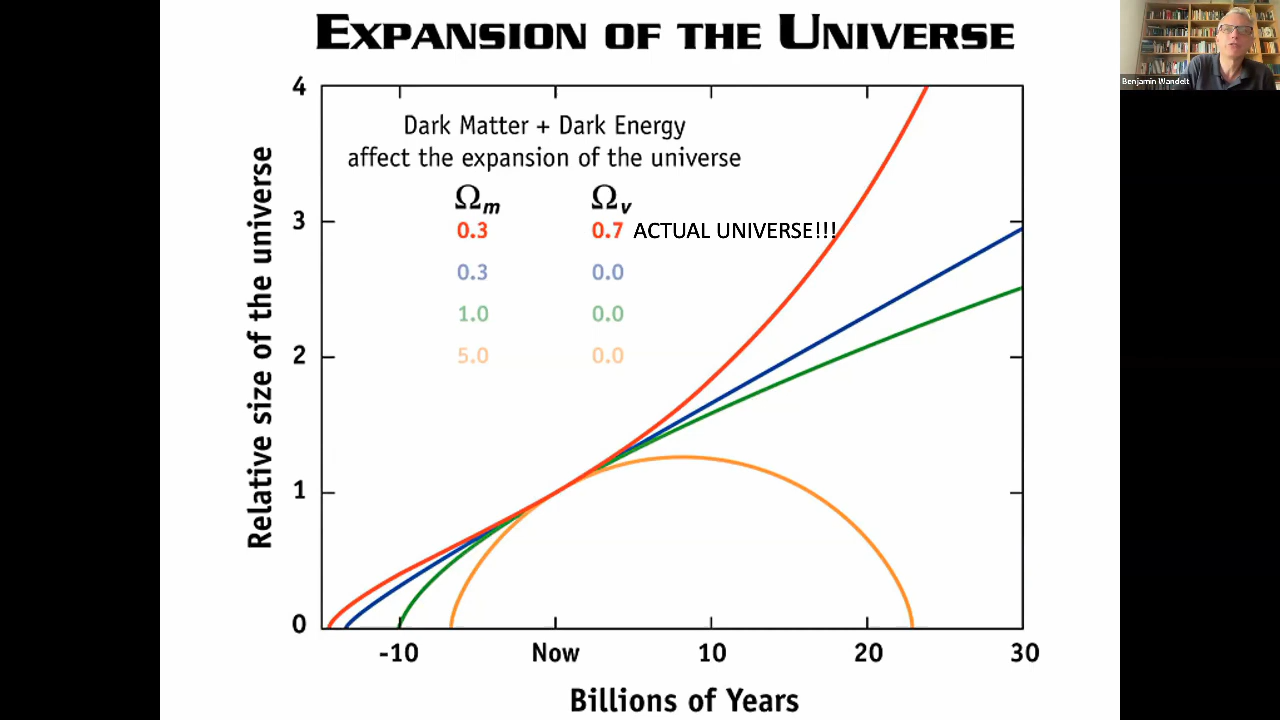 EXPANSION OF THE UNIVERSE
Benjamin Wandelt
4
Dark Matter + Dark Energy
affect the expansion of the universe
Ωm Ωv
0.3 0.7 ACTUAL UNIVERSE!!!
0.3 0.0
1.0 0.0
5.0 0.0
3
2
1
0
Relative size of the universe
-10 Now 10 20 30
Billions of Years